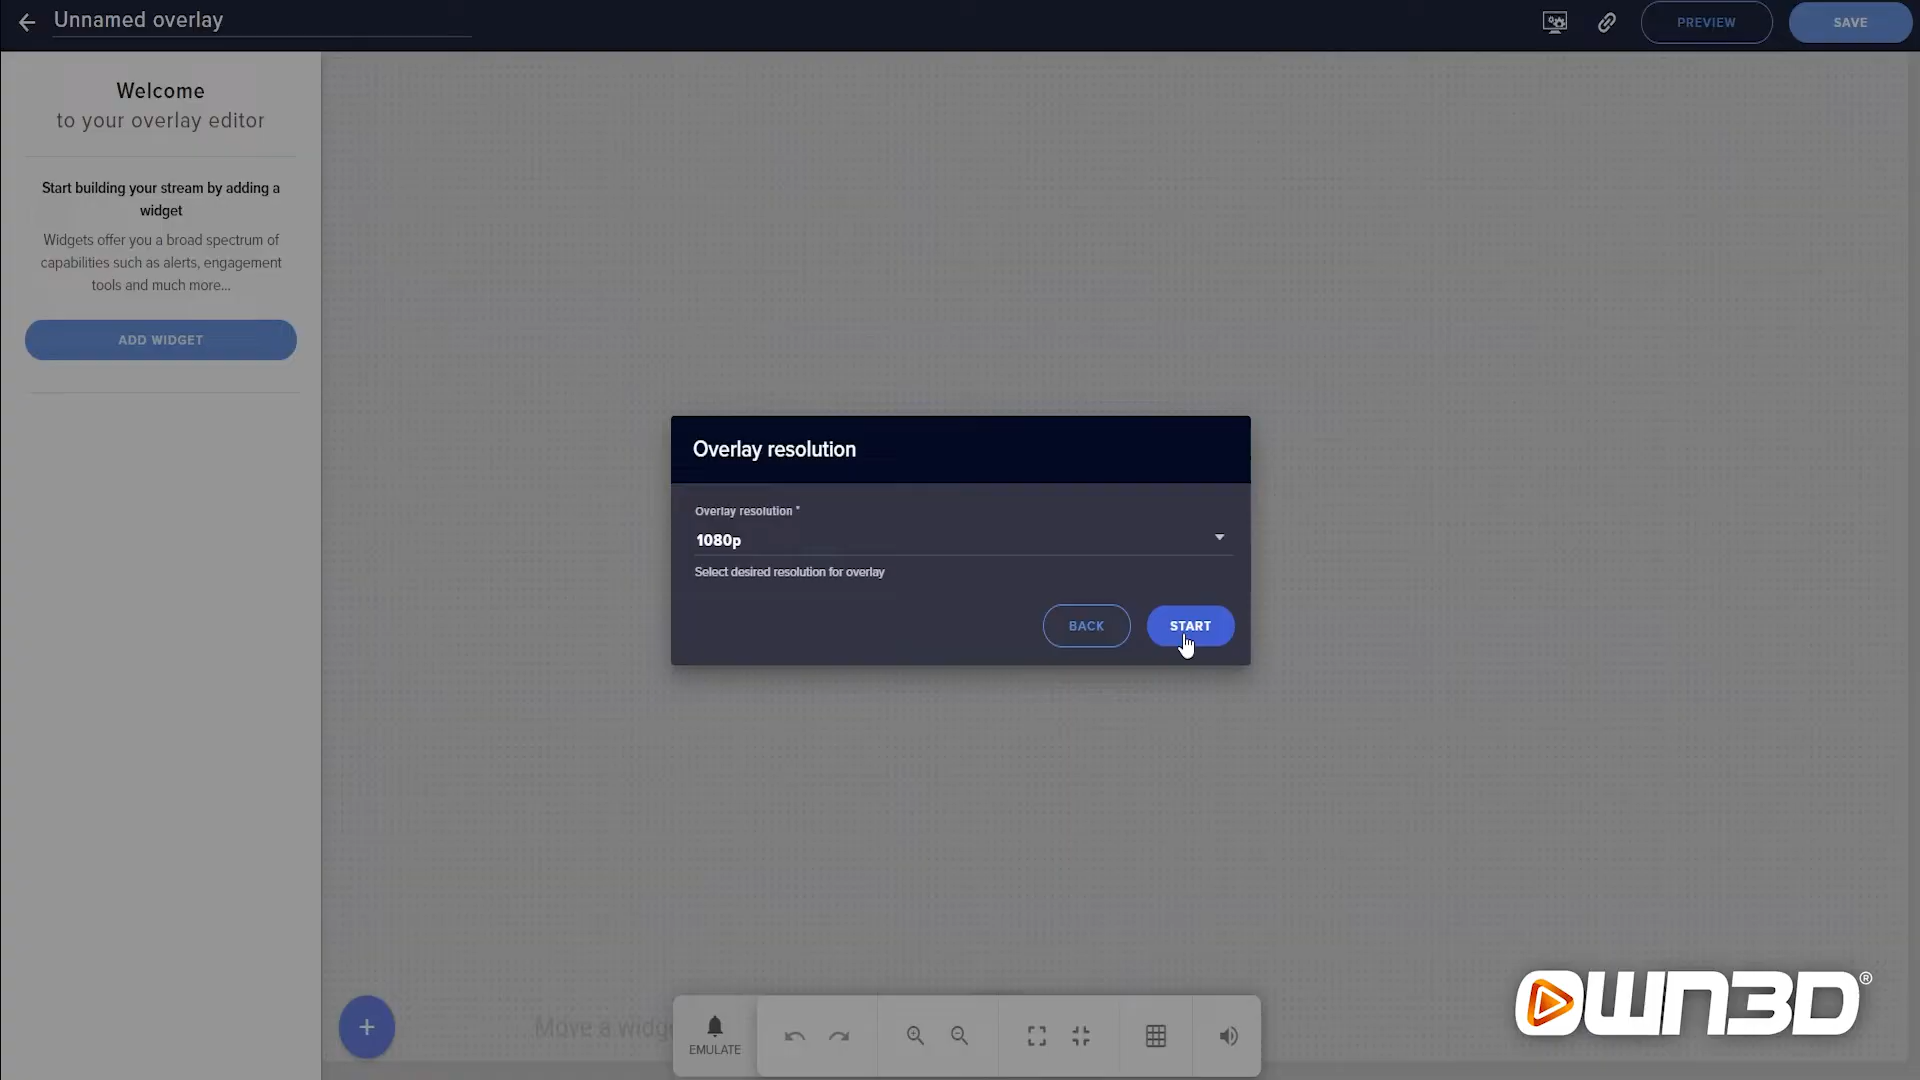 Unnamed overlay
PREVIEW
SAVE
Welcome
to your overlay editor
Start building your stream by adding a
widget
Widgets offer you a broad spectrum of
capabilities such as alerts, engagement
tools and much more...
ADD WIDGET
Overlay resolution
Overlay resolution *
1080p
Select desired resolution for overlay
BACK
START
Move a widge
EMULATE
OWN3D®